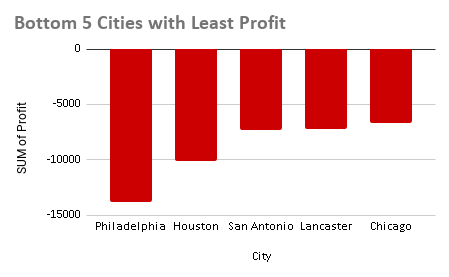 Bottom 5 Cities with Least Profit
0
-5000
-10000
-15000
SUM of Profit
Philadelphia Houston San Antonio Lancaster Chicago
City